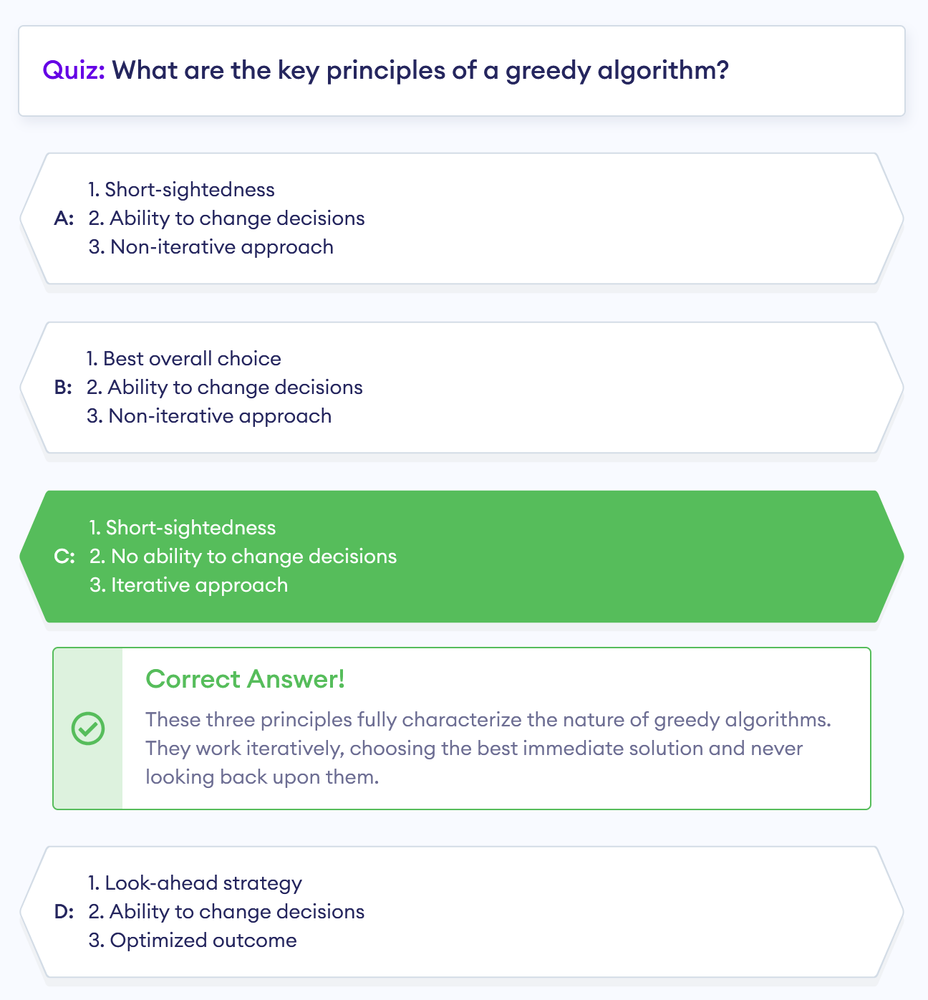 Quiz: What are the key principles of a greedy algorithm?
1. Short-sightedness
A: 2. Ability to change decisions
3. Non-iterative approach
1. Best overall choice
B: 2. Ability to change decisions
3. Non-iterative approach
1. Short-sightedness
C: 2. No ability to change decisions
3. Iterative approach
Correct Answer!
These three principles fully characterize the nature of greedy algorithms.
They work iteratively, choosing the best immediate solution and never
looking back upon them.
1. Look-ahead strategy
D: 2. Ability to change decisions
3. Optimized outcome